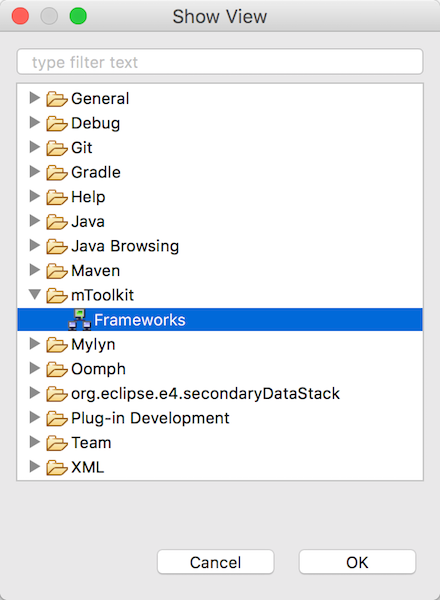 Show View
type filter text
General
Debug
Git
Gradle
Help
Java
Java Browsing
Maven
mToolkit
Frameworks
Mylyn
Oomph
org.eclipse.e4.secondaryDataStack
Plug-in Development
Team
XML
Cancel OK